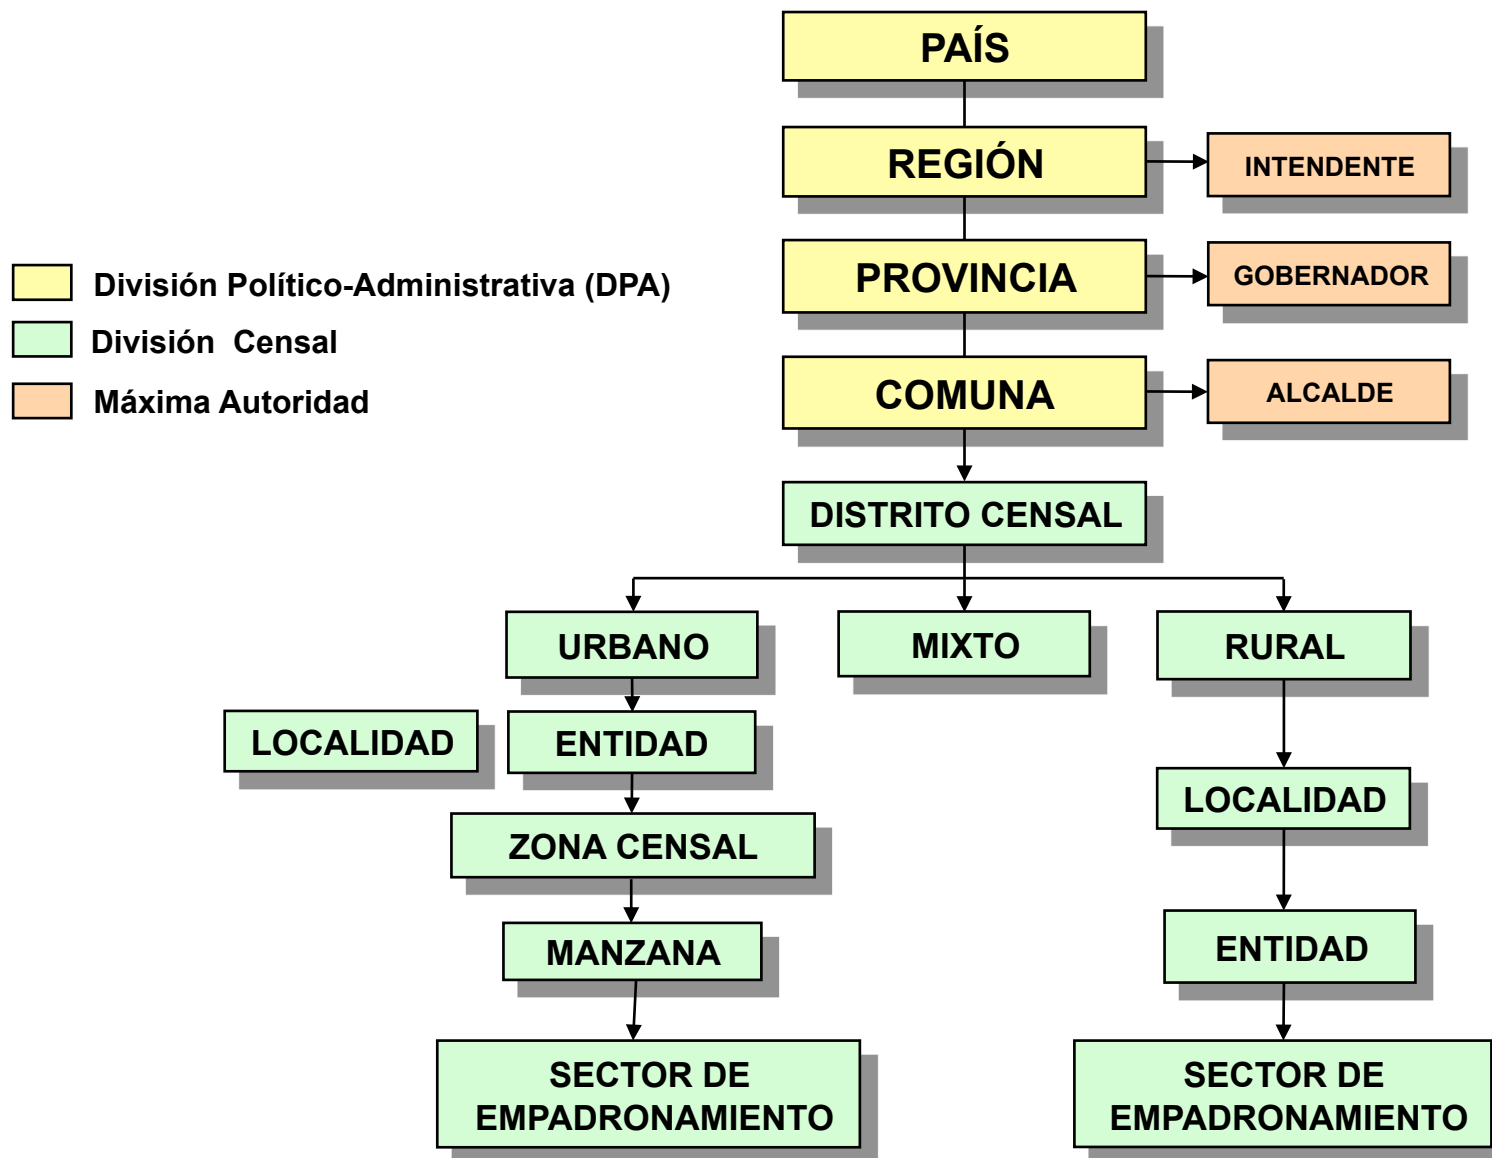 PAÍS
REGIÓN
INTENDENTE
PROVINCIA
GOBERNADOR
División Político-Administrativa (DPA)
División Censal
Máxima Autoridad
COMUNA
ALCALDE
DISTRITO CENSAL
URBANO
MIXTO
RURAL
LOCALIDAD
ENTIDAD
LOCALIDAD
ZONA CENSAL
MANZANA
ENTIDAD
SECTOR DE
EMPADRONAMIENTO
SECTOR DE
EMPADRONAMIENTO